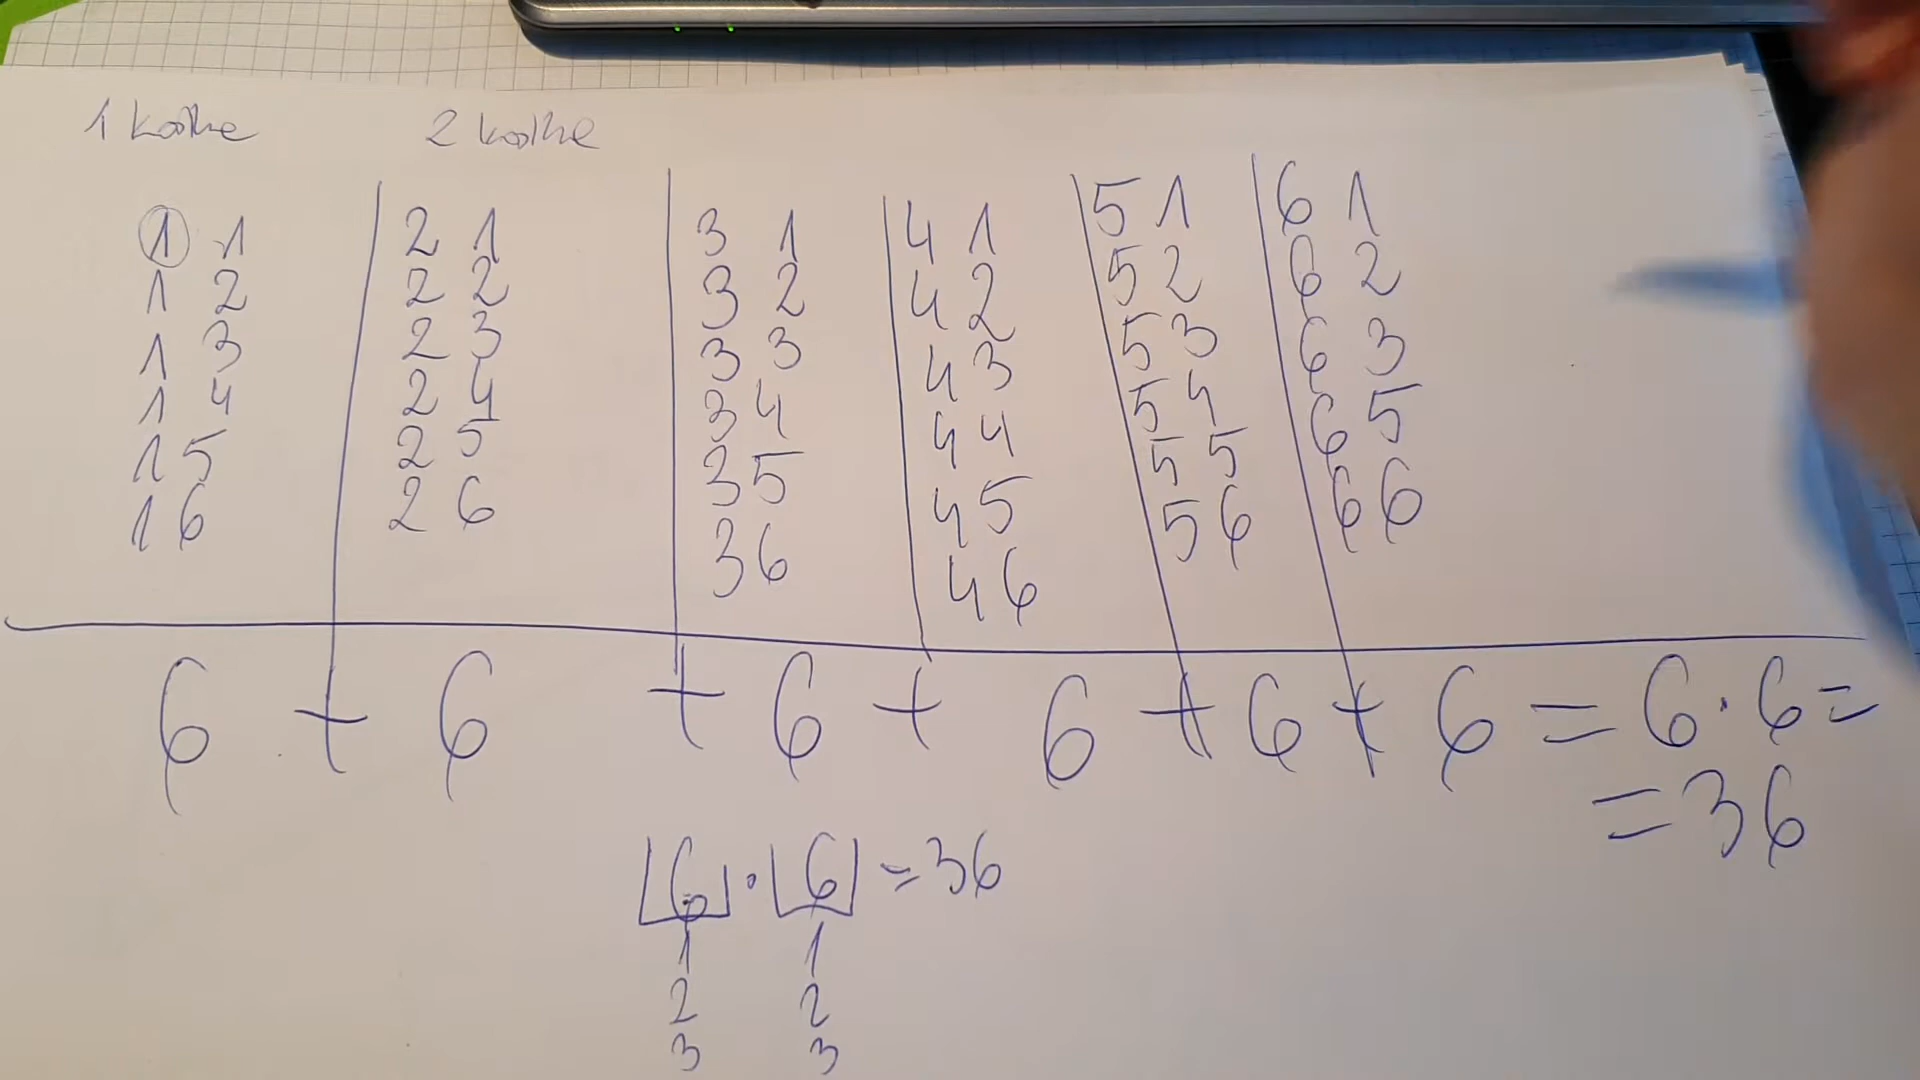 1 kostke 2 kostke
1 1 2 1 3 1 4 1 5 1 6 1
1 2 2 2 3 2 4 2 5 2 6 2
1 3 2 3 3 3 4 3 5 3 6 3
1 4 2 4 3 4 4 4 5 4 6 5
1 5 2 5 3 5 4 5 5 5 6 6
1 6 2 6 3 6 4 6 5 6
6 + 6 + 6 + 6 + 6 + 6 = 6 · 6 =
= 36
6 · 6 = 36
1 1
2 2
3 3